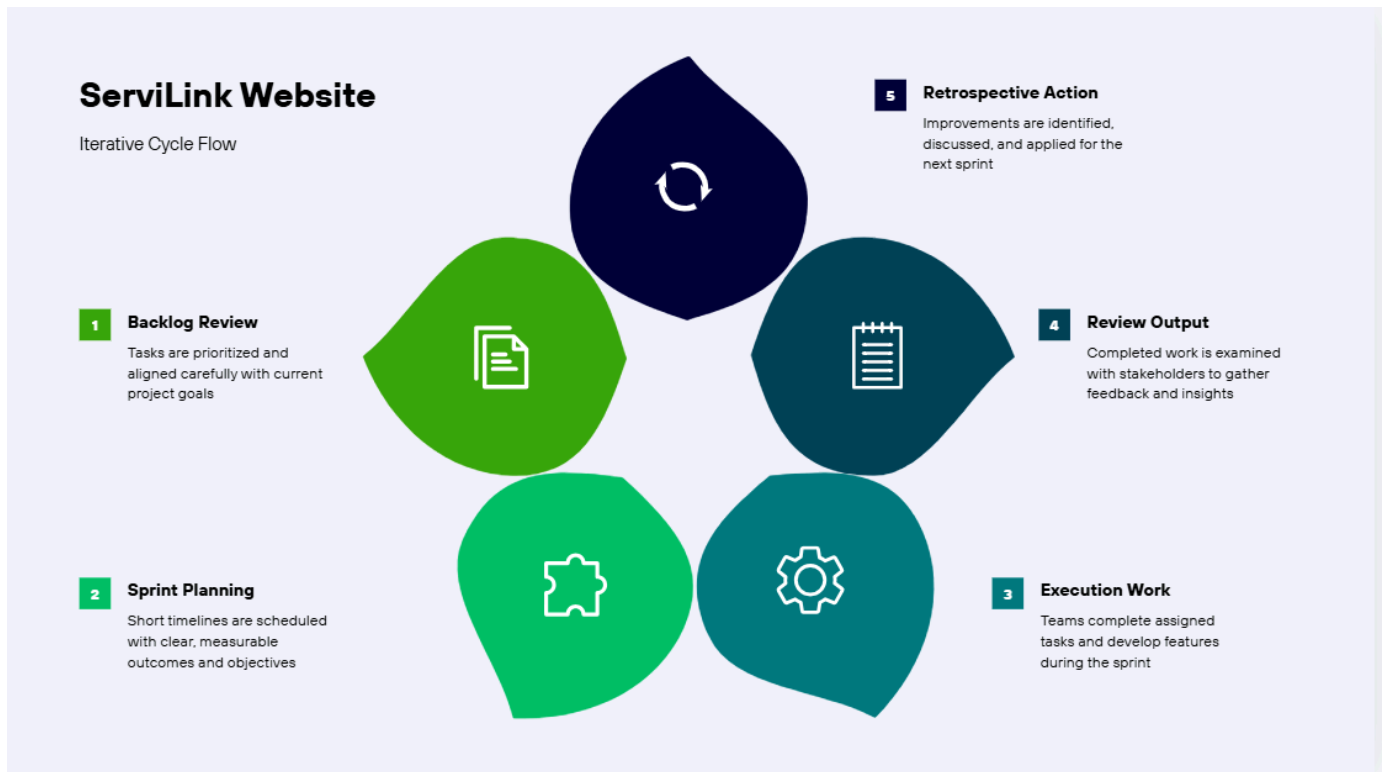 ServiLink Website
Iterative Cycle Flow
1
Backlog Review
Tasks are prioritized and
aligned carefully with current
project goals
2
Sprint Planning
Short timelines are scheduled
with clear, measurable
outcomes and objectives
3
Execution Work
Teams complete assigned
tasks and develop features
during the sprint
4
Review Output
Completed work is examined
with stakeholders to gather
feedback and insights
5
Retrospective Action
Improvements are identified,
discussed, and applied for the
next sprint